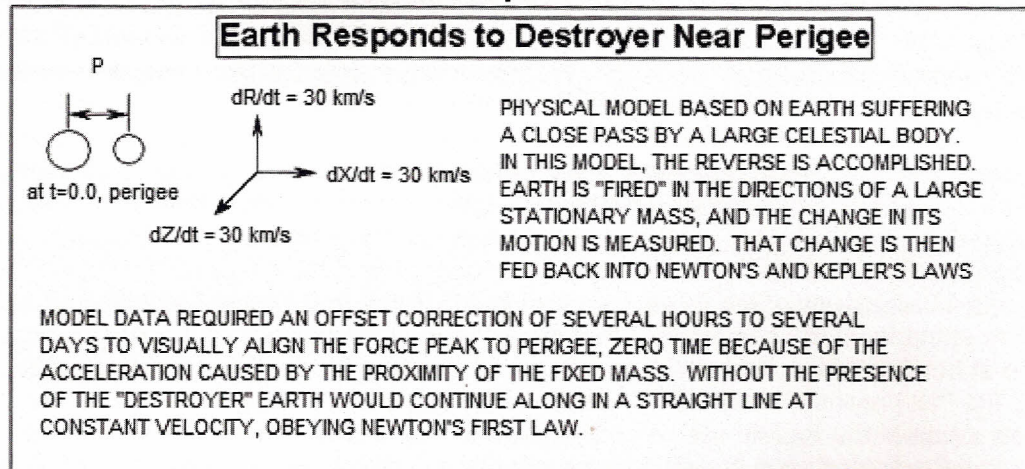 Earth Responds to Destroyer Near Perigee
P
dR/dt = 30 km/s
dX/dt = 30 km/s
at t=0.0, perigee
dZ/dt = 30 km/s
PHYSICAL MODEL BASED ON EARTH SUFFERING
A CLOSE PASS BY A LARGE CELESTIAL BODY.
IN THIS MODEL, THE REVERSE IS ACCOMPLISHED.
EARTH IS "FIRED" IN THE DIRECTIONS OF A LARGE
STATIONARY MASS, AND THE CHANGE IN ITS
MOTION IS MEASURED. THAT CHANGE IS THEN
FED BACK INTO NEWTON'S AND KEPLER'S LAWS
MODEL DATA REQUIRED AN OFFSET CORRECTION OF SEVERAL HOURS TO SEVERAL
DAYS TO VISUALLY ALIGN THE FORCE PEAK TO PERIGEE, ZERO TIME BECAUSE OF THE
ACCELERATION CAUSED BY THE PROXIMITY OF THE FIXED MASS. WITHOUT THE PRESENCE
OF THE "DESTROYER" EARTH WOULD CONTINUE ALONG IN A STRAIGHT LINE AT
CONSTANT VELOCITY, OBEYING NEWTON'S FIRST LAW.